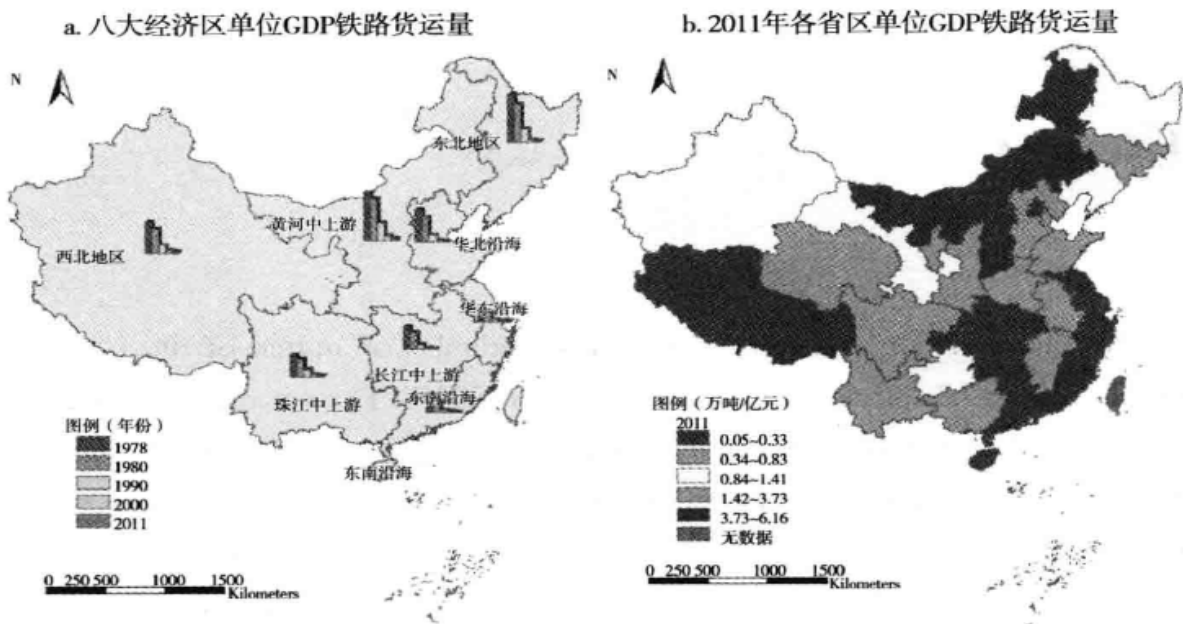 a. 八大经济区单位GDP铁路货运量
N
东北地区
黄河中上游
华北沿海
西北地区
华东沿海
长江中上游
珠江中上游
东南沿海
东南沿海
图例（年份）
1978
1980
1990
2000
2011
0 250 500 1000 1500
Kilometers
b. 2011年各省区单位GDP铁路货运量
N
图例（万吨/亿元）
2011
0.05~0.33
0.34~0.83
0.84~1.41
1.42~3.73
3.73~6.16
无数据
0 250 500 1000 1500
Kilometers